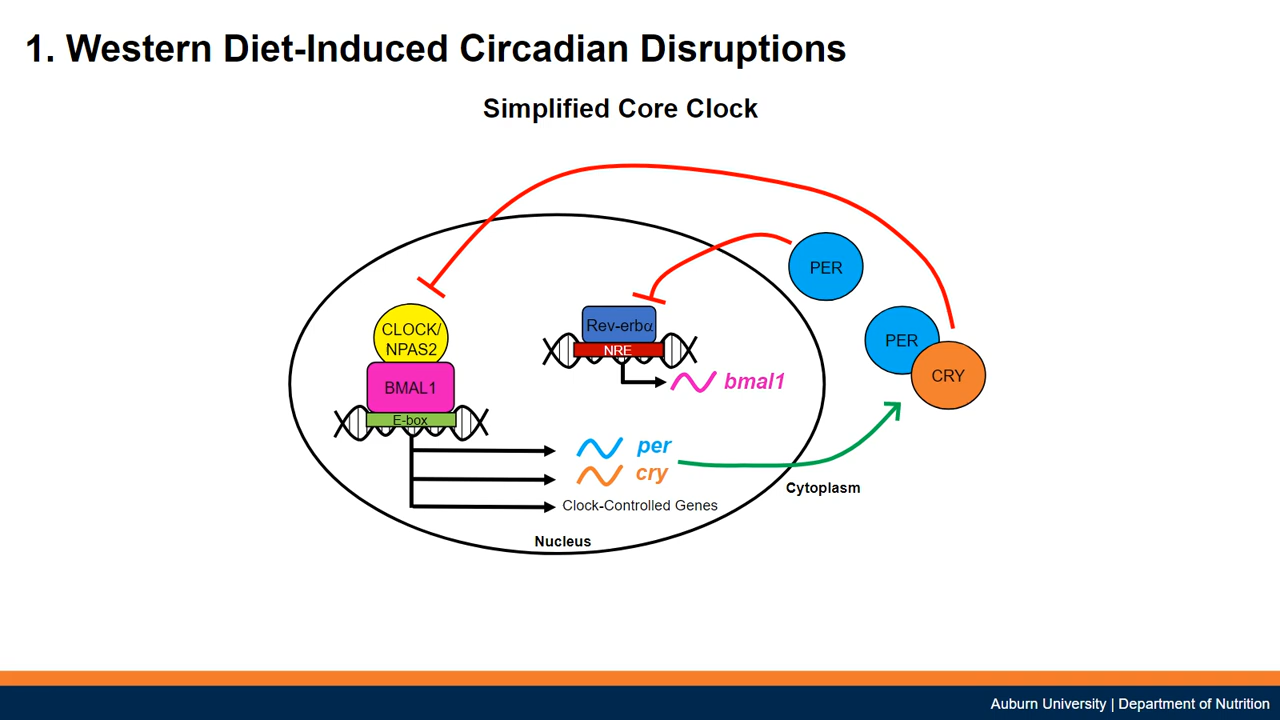 1. Western Diet-Induced Circadian Disruptions
Simplified Core Clock
PER
CLOCK/
NPAS2
BMAL1
E-box
Rev-erbα
NRE
bmal1
PER
CRY
per
cry
Clock-Controlled Genes
Cytoplasm
Nucleus
Auburn University | Department of Nutrition